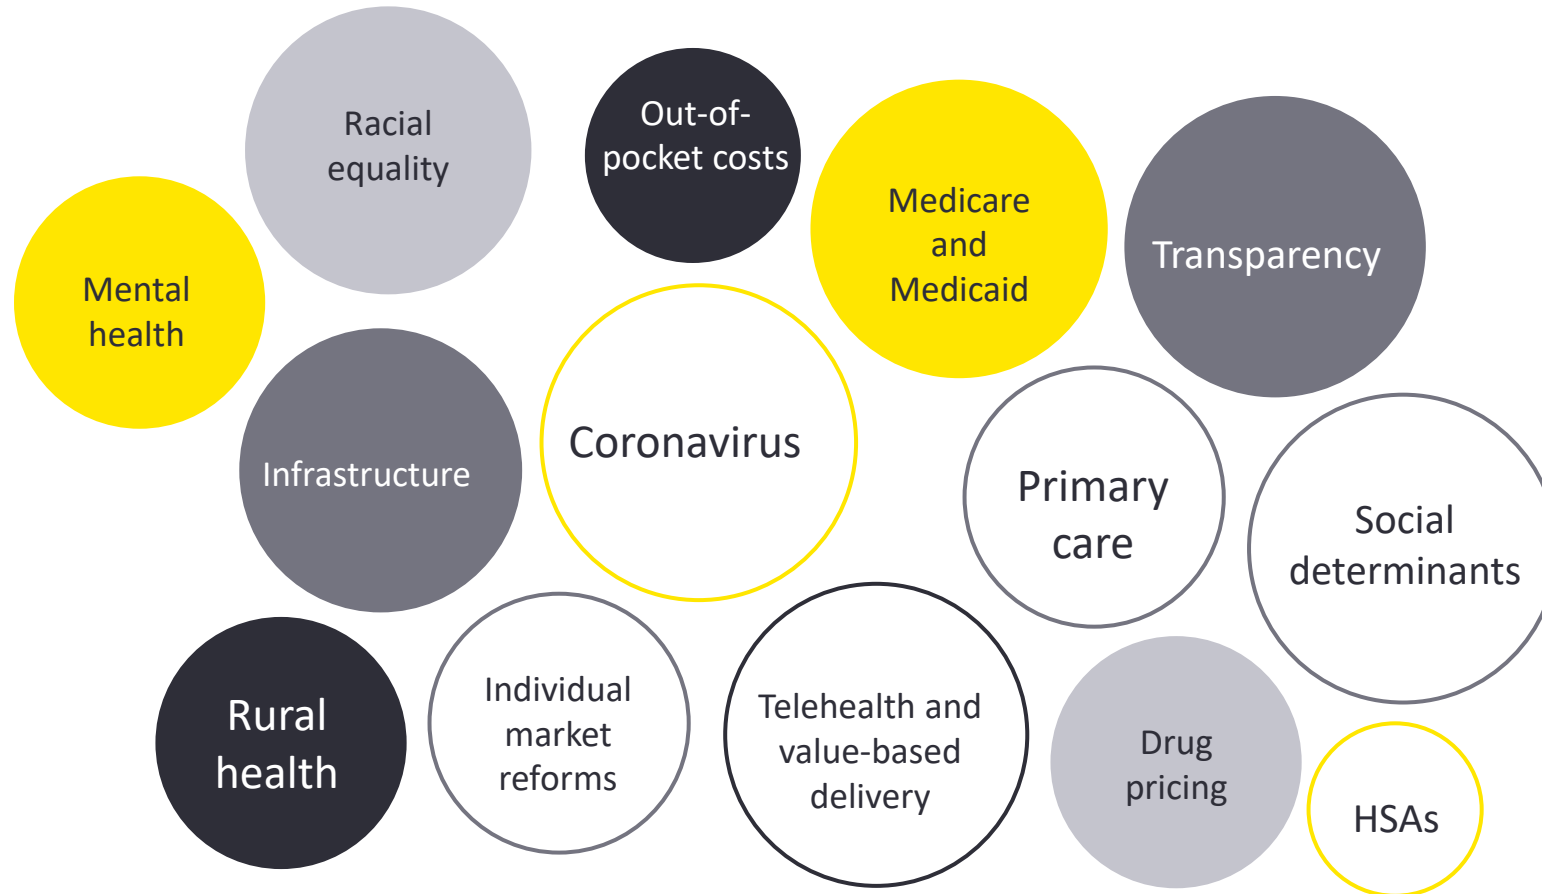 Racial
equality
Out-of-
pocket costs
Medicare
and
Medicaid
Transparency
Mental
health
Infrastructure
Coronavirus
Primary
care
Social
determinants
Rural
health
Individual
market
reforms
Telehealth and
value-based
delivery
Drug
pricing
HSAs